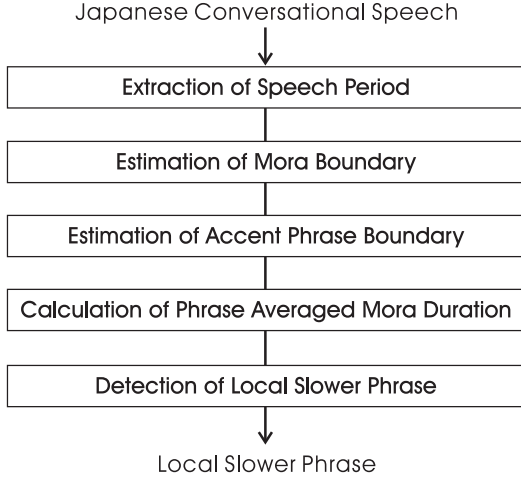 Japanese Conversational Speech
Extraction of Speech Period
Estimation of Mora Boundary
Estimation of Accent Phrase Boundary
Calculation of Phrase Averaged Mora Duration
Detection of Local Slower Phrase
Local Slower Phrase